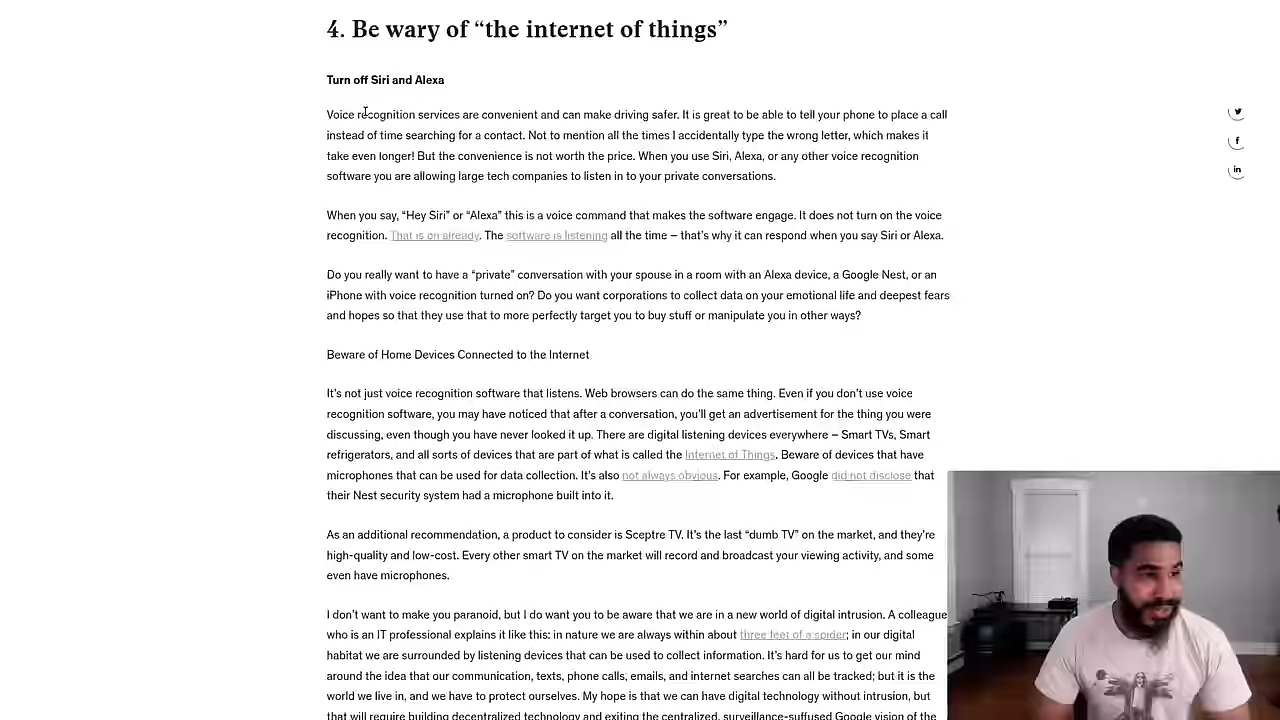 4. Be wary of “the internet of things”
Turn off Siri and Alexa
Voice recognition services are convenient and can make driving safer. It is great to be able to tell your phone to place a call
instead of time searching for a contact. Not to mention all the times I accidentally type the wrong letter, which makes it
take even longer! But the convenience is not worth the price. When you use Siri, Alexa, or any other voice recognition
software you are allowing large tech companies to listen in to your private conversations.
When you say, “Hey Siri” or “Alexa” this is a voice command that makes the software engage. It does not turn on the voice
recognition. That is on already. The software is listening all the time – that’s why it can respond when you say Siri or Alexa.
Do you really want to have a “private” conversation with your spouse in a room with an Alexa device, a Google Nest, or an
iPhone with voice recognition turned on? Do you want corporations to collect data on your emotional life and deepest fears
and hopes so that they use that to more perfectly target you to buy stuff or manipulate you in other ways?
Beware of Home Devices Connected to the Internet
It’s not just voice recognition software that listens. Web browsers can do the same thing. Even if you don’t use voice
recognition software, you may have noticed that after a conversation, you’ll get an advertisement for the thing you were
discussing, even though you have never looked it up. There are digital listening devices everywhere – Smart TVs, Smart
refrigerators, and all sorts of devices that are part of what is called the Internet of Things. Beware of devices that have
microphones that can be used for data collection. It’s also not always obvious. For example, Google did not disclose that
their Nest security system had a microphone built into it.
As an additional recommendation, a product to consider is Sceptre TV. It’s the last “dumb TV” on the market, and they’re
high-quality and low-cost. Every other smart TV on the market will record and broadcast your viewing activity, and some
even have microphones.
I don’t want to make you paranoid, but I do want you to be aware that we are in a new world of digital intrusion. A colleague
who is an IT professional explains it like this: in nature we are always within about three feet of a spider; in our digital
habitat we are surrounded by listening devices that can be used to collect information. It’s hard for us to get our mind
around the idea that our communication, texts, phone calls, emails, and internet searches can all be tracked; but it is the
world we live in, and we have to protect ourselves. My hope is that we can have digital technology without intrusion, but
that will require building decentralized technology and exiting the centralized, surveillance-suffused Google vision of the